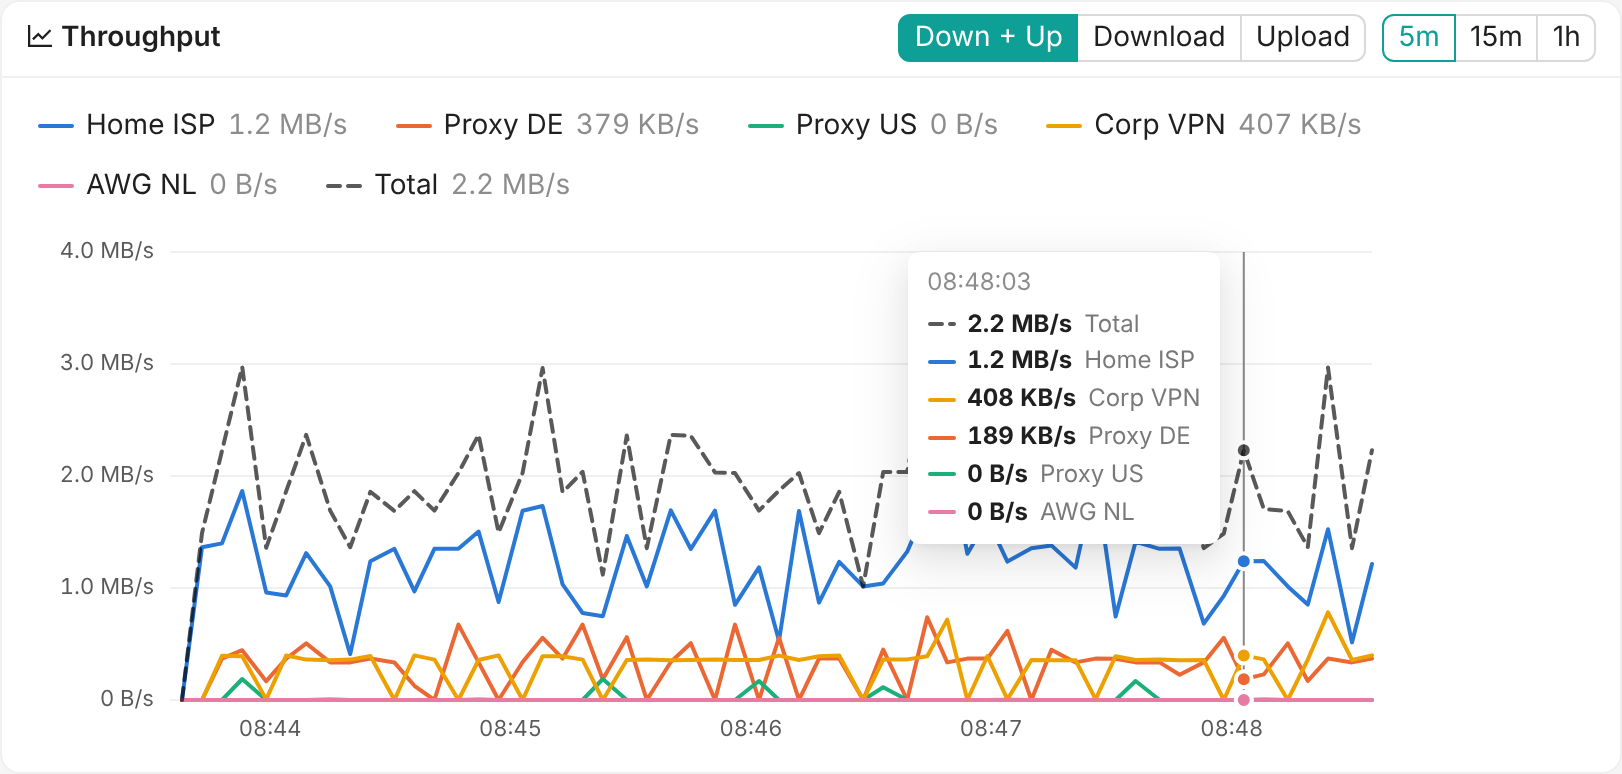 Throughput Down + Up Download Upload 5m 15m 1h
Home ISP 1.2 MB/s Proxy DE 379 KB/s Proxy US 0 B/s Corp VPN 407 KB/s
AWG NL 0 B/s Total 2.2 MB/s
4.0 MB/s
3.0 MB/s
2.0 MB/s
1.0 MB/s
0 B/s
08:48:03
2.2 MB/s Total
1.2 MB/s Home ISP
408 KB/s Corp VPN
189 KB/s Proxy DE
0 B/s Proxy US
0 B/s AWG NL
08:44 08:45 08:46 08:47 08:48